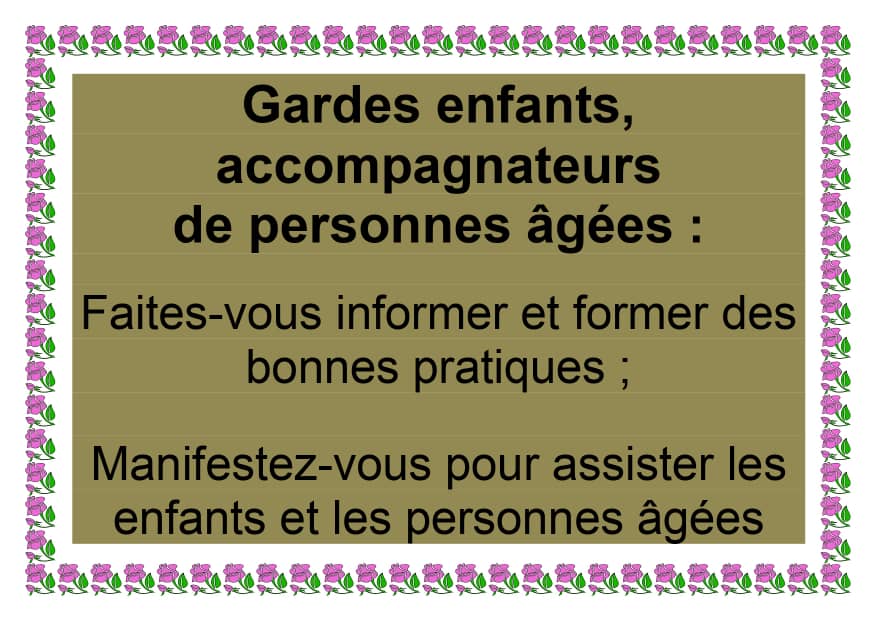 Gardes enfants,
accompagnateurs
de personnes âgées :
Faites-vous informer et former des
bonnes pratiques ;
Manifestez-vous pour assister les
enfants et les personnes âgées